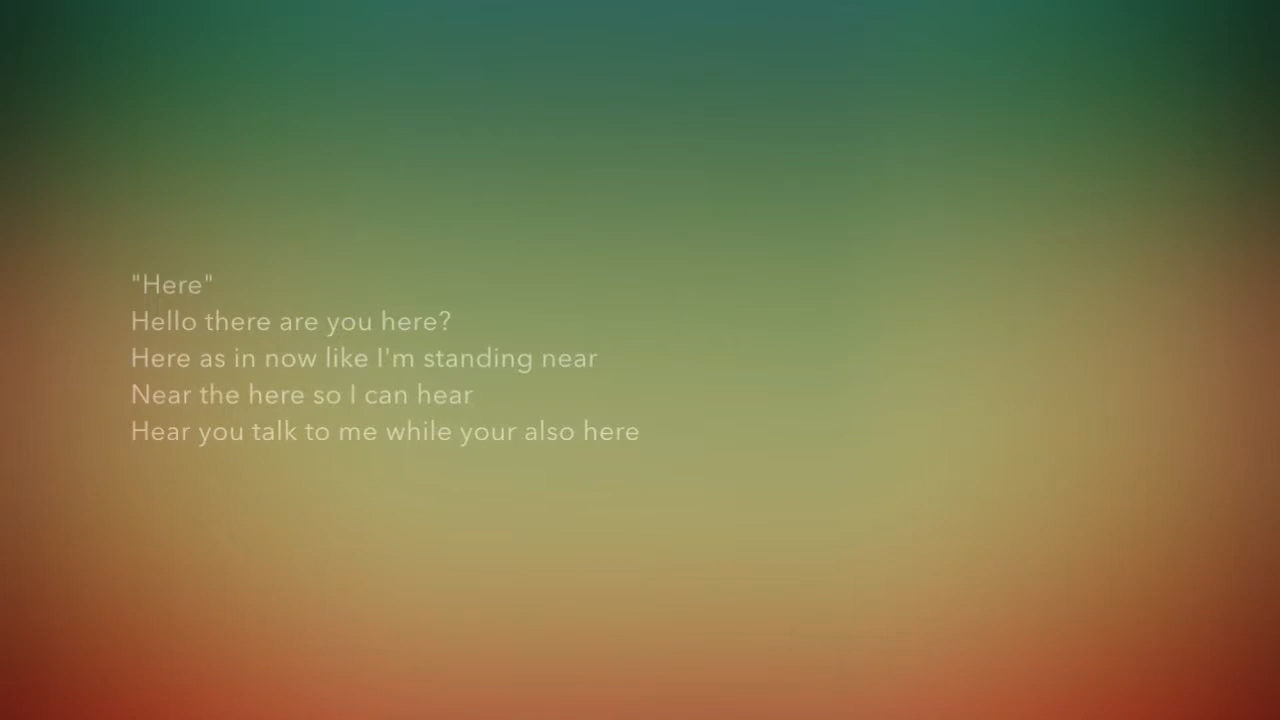 "Here"
Hello there are you here?
Here as in now like I'm standing near
Near the here so I can hear
Hear you talk to me while your also here